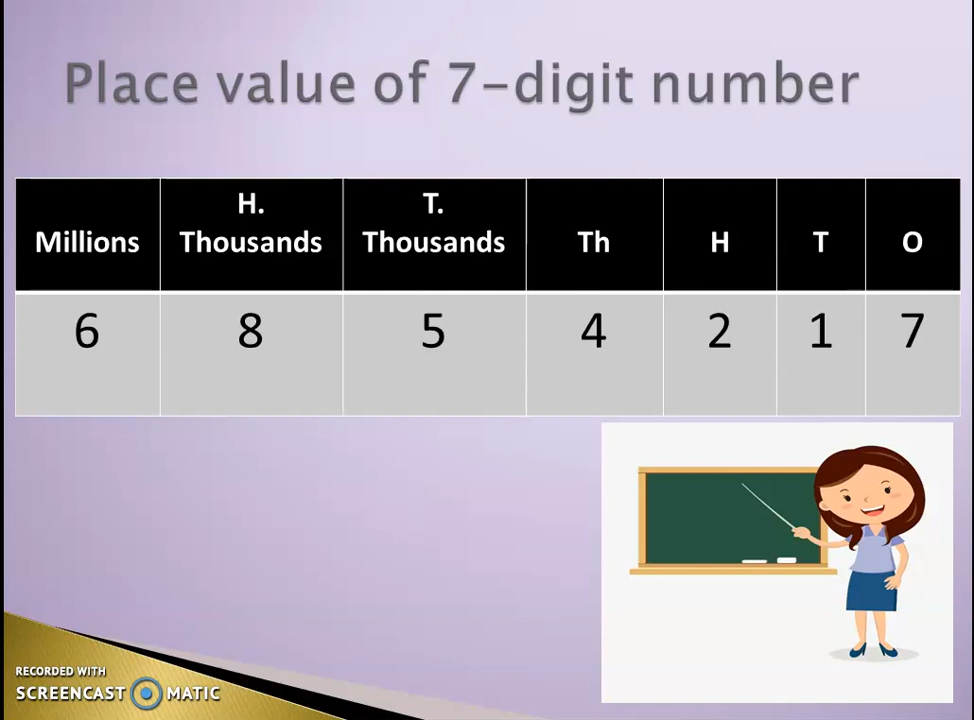 Place value of 7-digit number
H. T.
Millions Thousands Thousands Th H T O
6 8 5 4 2 1 7
RECORDED WITH
SCREENCAST MATIC